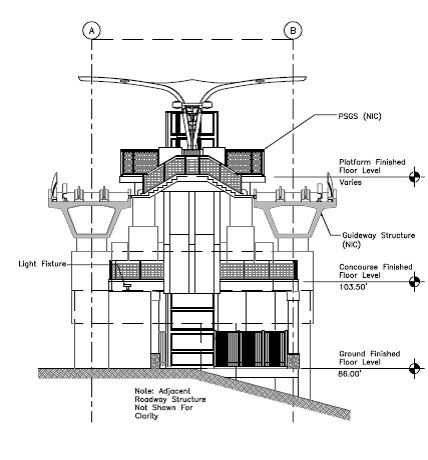 A
B
PSGS (NIC)
Platform Finished
Floor Level
Varies
Guideway Structure
(NIC)
Light Fixture
Concourse Finished
Floor Level
103.50'
Ground Finished
Floor Level
86.00'
Note: Adjacent
Roadway Structure
Not Shown For
Clarity